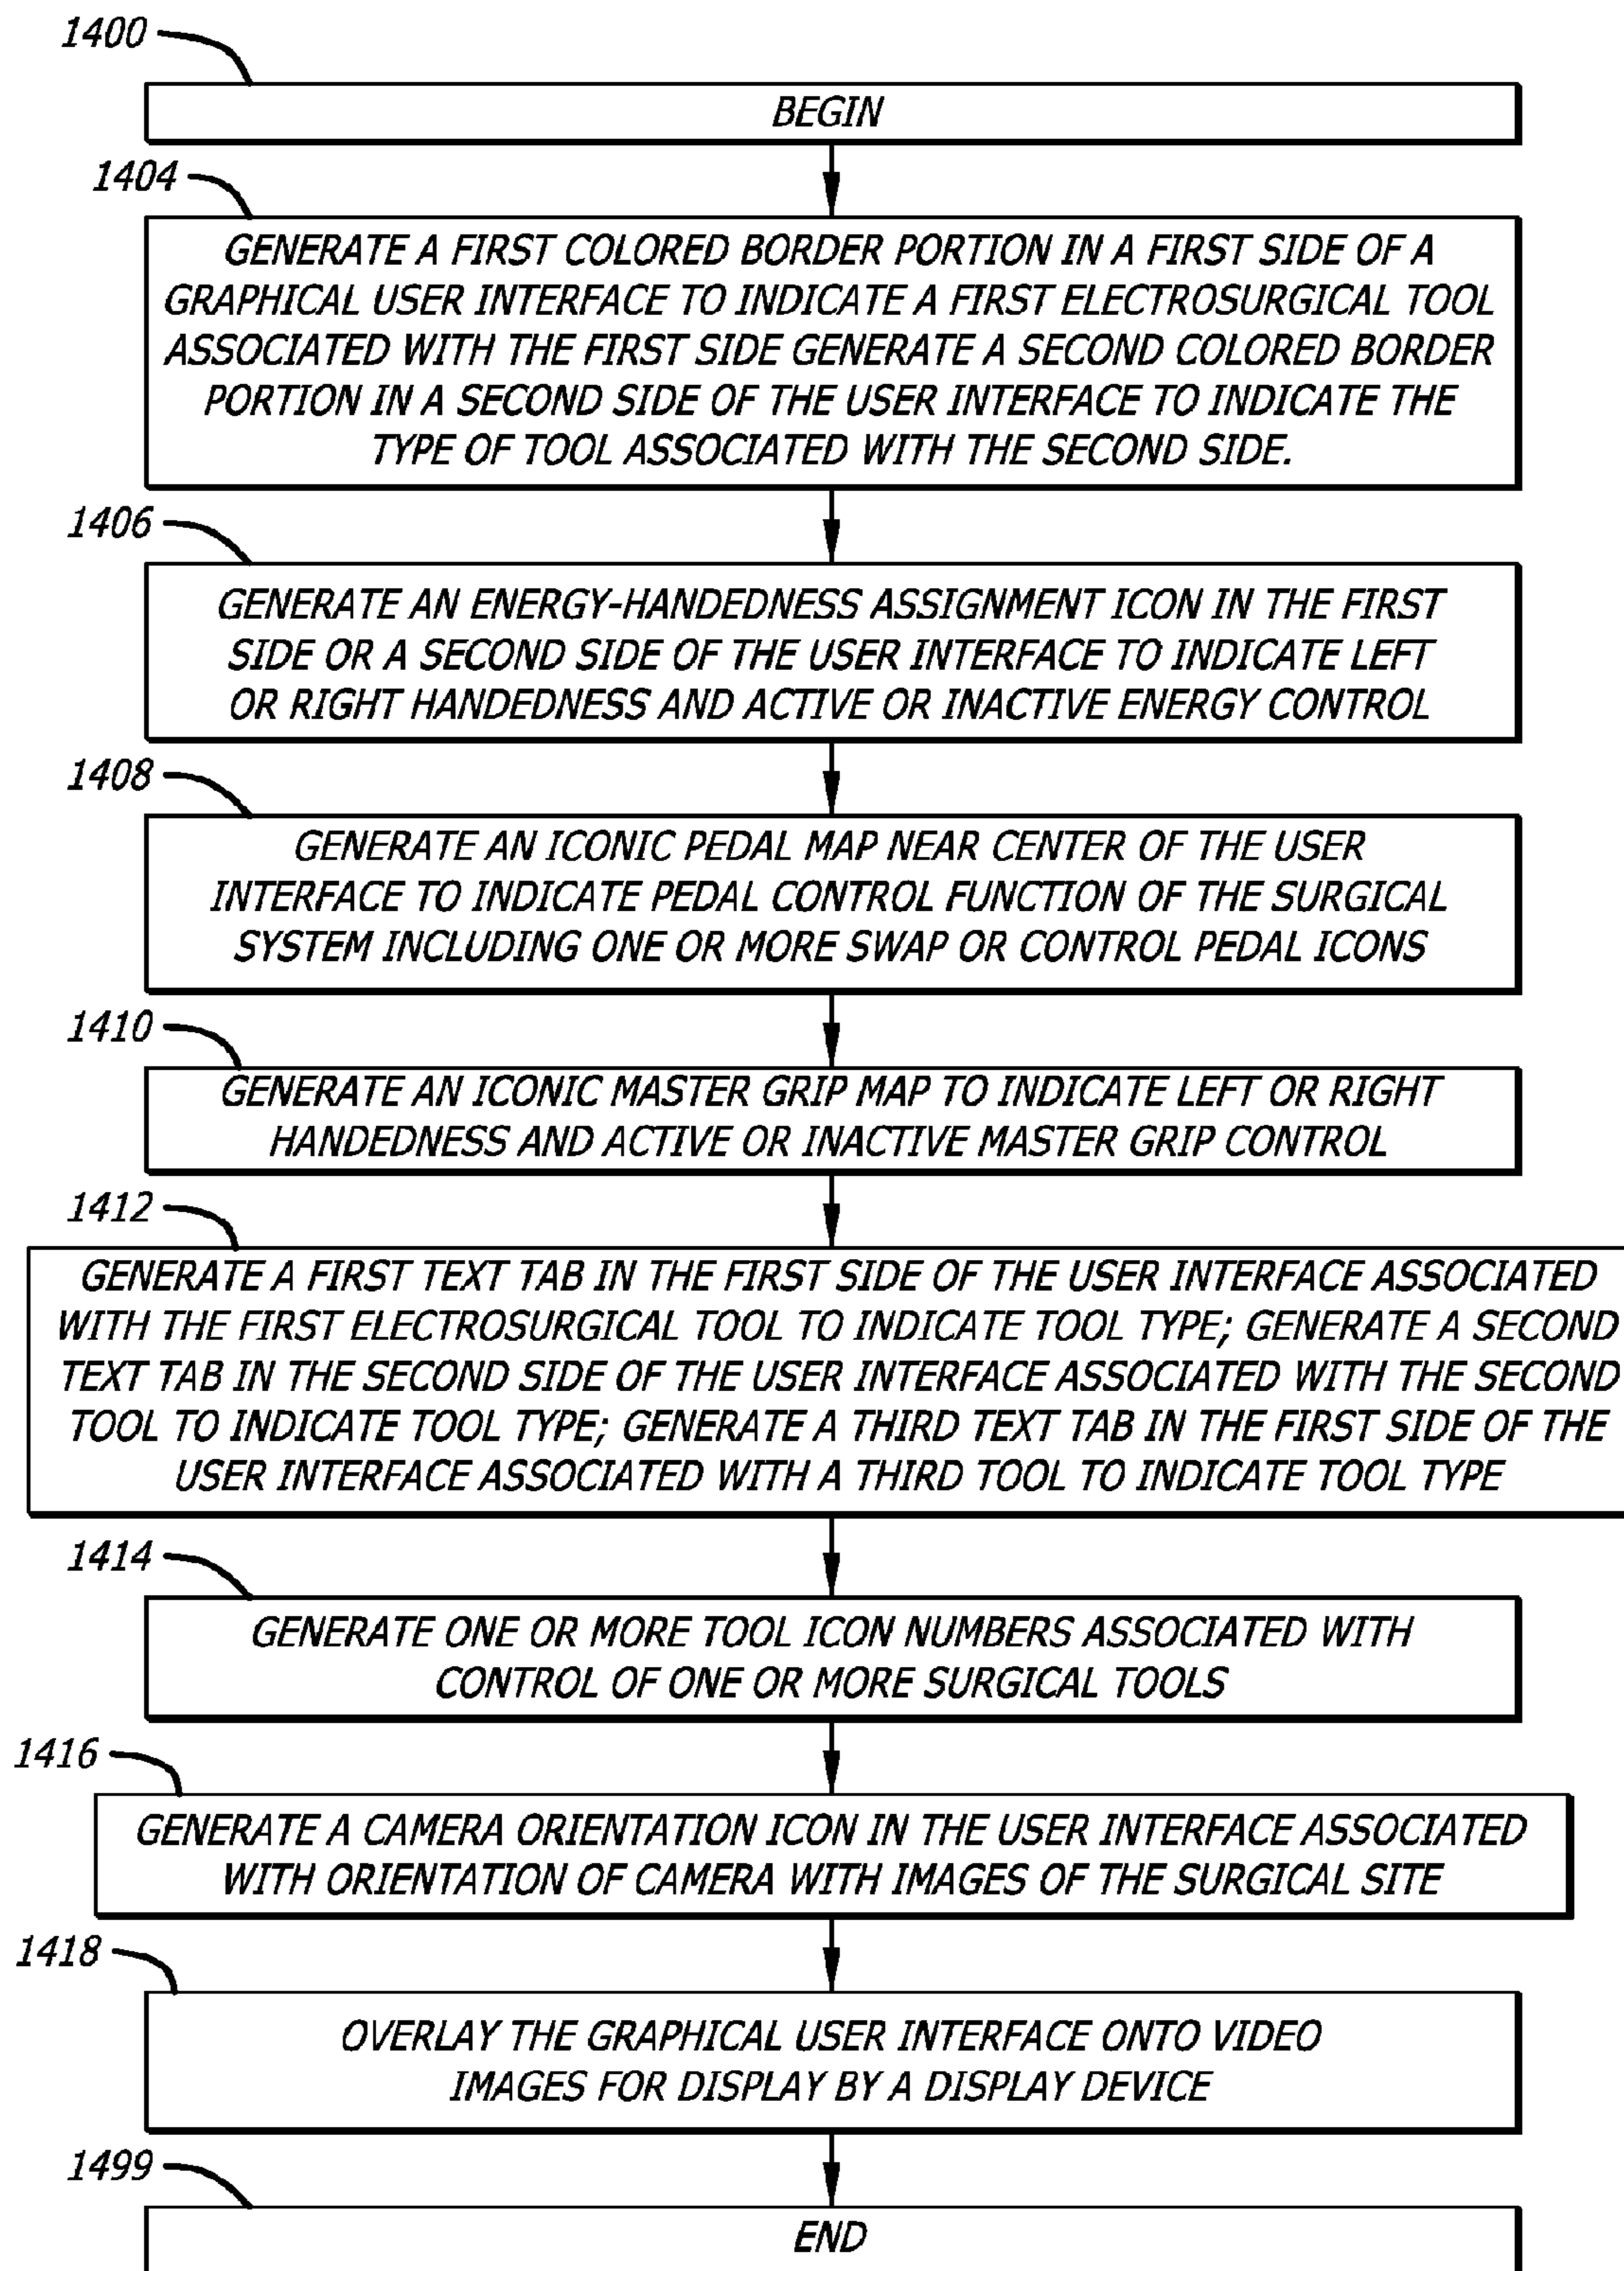 1400
BEGIN
1404
GENERATE A FIRST COLORED BORDER PORTION IN A FIRST SIDE OF A
GRAPHICAL USER INTERFACE TO INDICATE A FIRST ELECTROSURGICAL TOOL
ASSOCIATED WITH THE FIRST SIDE GENERATE A SECOND COLORED BORDER
PORTION IN A SECOND SIDE OF THE USER INTERFACE TO INDICATE THE
TYPE OF TOOL ASSOCIATED WITH THE SECOND SIDE.
1406
GENERATE AN ENERGY-HANDEDNESS ASSIGNMENT ICON IN THE FIRST
SIDE OR A SECOND SIDE OF THE USER INTERFACE TO INDICATE LEFT
OR RIGHT HANDEDNESS AND ACTIVE OR INACTIVE ENERGY CONTROL
1408
GENERATE AN ICONIC PEDAL MAP NEAR CENTER OF THE USER
INTERFACE TO INDICATE PEDAL CONTROL FUNCTION OF THE SURGICAL
SYSTEM INCLUDING ONE OR MORE SWAP OR CONTROL PEDAL ICONS
1410
GENERATE AN ICONIC MASTER GRIP MAP TO INDICATE LEFT OR RIGHT
HANDEDNESS AND ACTIVE OR INACTIVE MASTER GRIP CONTROL
1412
GENERATE A FIRST TEXT TAB IN THE FIRST SIDE OF THE USER INTERFACE ASSOCIATED
WITH THE FIRST ELECTROSURGICAL TOOL TO INDICATE TOOL TYPE; GENERATE A SECOND
TEXT TAB IN THE SECOND SIDE OF THE USER INTERFACE ASSOCIATED WITH THE SECOND
TOOL TO INDICATE TOOL TYPE; GENERATE A THIRD TEXT TAB IN THE FIRST SIDE OF THE
USER INTERFACE ASSOCIATED WITH A THIRD TOOL TO INDICATE TOOL TYPE
1414
GENERATE ONE OR MORE TOOL ICON NUMBERS ASSOCIATED WITH
CONTROL OF ONE OR MORE SURGICAL TOOLS
1416
GENERATE A CAMERA ORIENTATION ICON IN THE USER INTERFACE ASSOCIATED
WITH ORIENTATION OF CAMERA WITH IMAGES OF THE SURGICAL SITE
1418
OVERLAY THE GRAPHICAL USER INTERFACE ONTO VIDEO
IMAGES FOR DISPLAY BY A DISPLAY DEVICE
1499
END